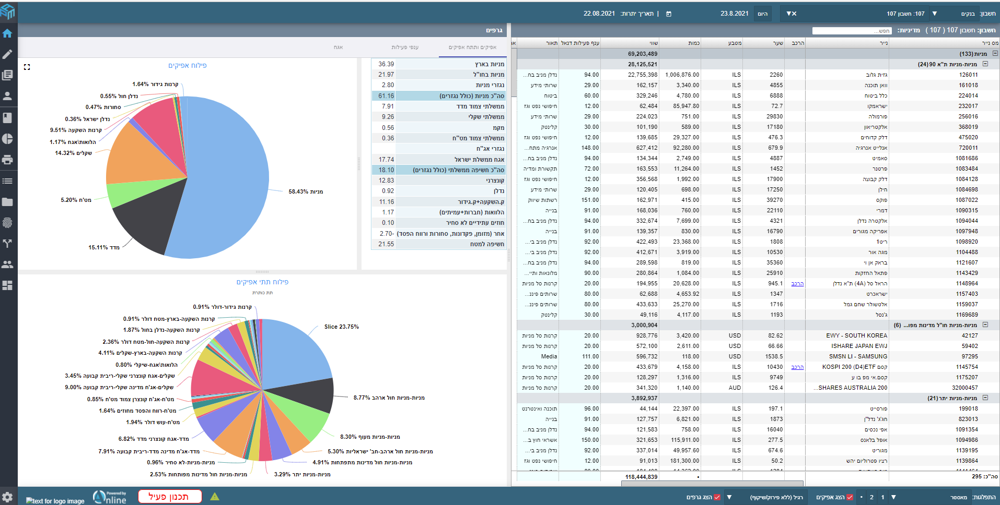 חשבון: בנקים 107: חשבון 107 היום 23.8.2021 | תאריך יתרות: 22.08.2021
חשבון: חשבון 107 ( 107 ) מדיניות: חפש...
מס נייר נייר הרכב שער מטבע כמות שווי ענף פעילות דנאל תאור
מניות (133) 69,203,489
מניות-מניות ת"א 90 (24) 28,125,521
126011 גזית גלוב 2260 ILS 1,006,876.00 22,755,398 94.00 נדלן מניב בח...
161018 וואן תוכנה 4855 ILS 3,340.00 162,157 29.00 שרותי מידע
224014 כלל ביטוח 6888 ILS 4,780.00 329,246 60.00 ביטוח
232017 ישראמקו 72.7 ILS 85,947.80 62,484 12.00 חיפושי נפט וגז
256016 פורמולה 29830 ILS 751.00 224,023 29.00 שרותי מידע
368019 אלקטריאון 17180 ILS 589.00 101,190 30.00 קלינטק
475020 דלק קדוחים 476.3 ILS 29,327.00 139,685 12.00 חיפושי נפט וגז
720011 אנלייט אנרגיה 679.9 ILS 92,280.00 627,412 148.00 אנרגיה מתח...
1081686 סאמיט 4887 ILS 2,749.00 134,344 94.00 נדלן מניב בח...
1083484 פרטנר 1452 ILS 11,264.00 163,553 72.00 תקשורת ומדיה
1084128 דלק קבוצה 17900 ILS 1,992.00 356,568 12.00 חיפושי נפט וגז
1084698 חילן 17250 ILS 698.00 120,405 29.00 שרותי מידע
1087022 פוקס 39270 ILS 415.00 162,971 151.00 רשתות שיווק
1090315 דמרי 22110 ILS 760.00 168,036 91.00 בנייה
1094044 אלקטרה נדלן 4321 ILS 7,699.00 332,674 94.00 נדלן מניב בח...
1097948 אפריקה מגורים 16790 ILS 830.00 139,357 91.00 בנייה
1098920 ריט1 1808 ILS 23,368.00 422,493 92.00 נדלן מניב בי...
1104488 מגה אור 10530 ILS 3,919.00 412,671 92.00 נדלן מניב בי...
1121607 בראק אן וי 35360 ILS 819.00 289,598 94.00 נדלן מניב בח...
1143429 פתאל החזקות 25910 ILS 1,084.00 280,864 90.00 מלונאות ותיי...
1148964 הראל סל (4A) ת"א נדלן הרכב 945.1 ILS 20,628.00 194,955 20.00 קרנות סל מניות
1157403 ישראכרט 1347 ILS 4,653.92 62,688 80.00 שרותים פיננ...
1159037 אלטשולר שחם גמל 1716 ILS 25,270.00 433,633 80.00 שרותים פיננ...
1169689 ג'נסל 1193 ILS 4,117.00 49,116 30.00 קלינטק
מניות-מניות חו"ל מדינות מפו... (6) 3,000,904
42127 EWY - SOUTH KOREA 82.62 USD 3,420.00 928,776 20.00 קרנות סל מניות
59402 ISHARE JAPAN EWJ 66.66 USD 2,611.00 572,100 20.00 קרנות סל מניות
97295 SMSN LI - SAMSUNG 1538.5 USD 118.00 596,732 111.00 Media
1145754 קסם KOSPI 200 (D4)ETF הרכב 10430 ILS 4,158.00 433,679 20.00 קרנות סל מניות
1175207 קסם.אי מפ בו ע 9749 ILS 1,316.00 128,297 20.00 קרנות סל מניות
32000457 ...SHARES AUSTRALIA 200 126.4 AUD 1,140.00 341,320 20.00 קרנות סל מניות
מניות-מניות יתר (21) 3,892,937
199018 פורסייט 197.1 ILS 22,397.00 44,144 96.00 תוכנה ואינטרנט
823013 חג'ג' נדל"ן 1873 ILS 6,821.00 127,757 91.00 בנייה
1091354 אפי נכסים 16040 ILS 758.00 121,583 94.00 נדלן מניב בח...
1094986 אופל בלאנס 277.5 ILS 115,911.00 321,653 150.00 אשראי חוץ ב...
1139195 מגוריט 674.6 ILS 49,957.60 337,014 92.00 נדלן מניב בי...
1139864 רציו פטרוליום יהש 50.2 ILS 181,300.00 91,013 12.00 חיפושי נפט וגז
סה"כ: 295 118,444,839
גרפים
אפיקים ותתח אפיקים ענפי פעילות אגח
מניות בארץ 36.39
מניות בחו"ל 21.97
נגזרי מניות 2.80
סה"כ מניות (כולל נגזרים) 61.16
ממשלתי צמוד מדד 7.91
ממשלתי שקלי 9.26
מקמ 0.56
ממשלתי צמוד מט"ח 0.36
נגזרי אג"ח
אגח ממשלת ישראל 17.74
סה"כ חשיפה ממשלתי (כולל נגזרים) 18.10
קונצרני 12.83
נדלן 0.92
ק.השקעה+ק.גידור 11.16
הלוואות (חברות+עמיתים) 1.17
חוזים עתידיים לא סחיר 0.10
אחר (מזומן, פקדונות, סחורות ורווח הפסד) -2.70
חשיפה למטח 21.55
פילוח אפיקים
קרנות גידור 1.64%
נדלן חול 0.55%
סחורות 0.47%
נדלן ישראל 0.36%
קרנות השקעה 9.51%
הלוואות\אגח 1.17%
שקלים 14.32%
מט'ח 5.20%
מדד 15.11%
מניות 58.43%
פילוח תתי אפיקים
תת כותרת
קרנות גידור-דולר 0.91%
קרנות השקעה-בארץ-מטח דולר 0.91%
קרנות השקעה-נדלן בחול 1.87%
קרנות השקעה-חול-מטח דולר 2.36%
קרנות השקעה-בארץ-שקלים 4.11%
הלוואות\אגח-שיקלי 0.80%
שקלים-אגח קונצרני שקלי-ריבית קבועה 3.45%
שקלים-אג'ח מדינה שקלי-ריבית קבועה 9.00%
מט'ח-אג'ח קונצרן צמוד מט'ח 0.85%
מט'ח-רווח והפסד מחוזים 1.64%
מט'ח-עוש דולר 1.94%
מדד-אגח קונצרני מדד 6.82%
מדד-אג'ח מדינה מדד-ריבית קבועה 7.91%
מניות-מניות-לא סחיר 0.96%
מניות-מניות חול מדינות מפותחות 2.53%
מניות-מניות יתר 3.29%
מניות-מניות חול מדינות מתפתחות 4.91%
מניות-מניות חול ארהב-חב' ישראליות 5.30%
מניות-מניות מעוף 8.30%
מניות-מניות חול ארהב 8.77%
Slice 23.75%
התפלגות: מאסטר 1 2 • הצג אפיקים רגיל (ללא פירוק/שיקוף) הצג גרפים
תכנון פעיל
Powered by
Online
text for logo image